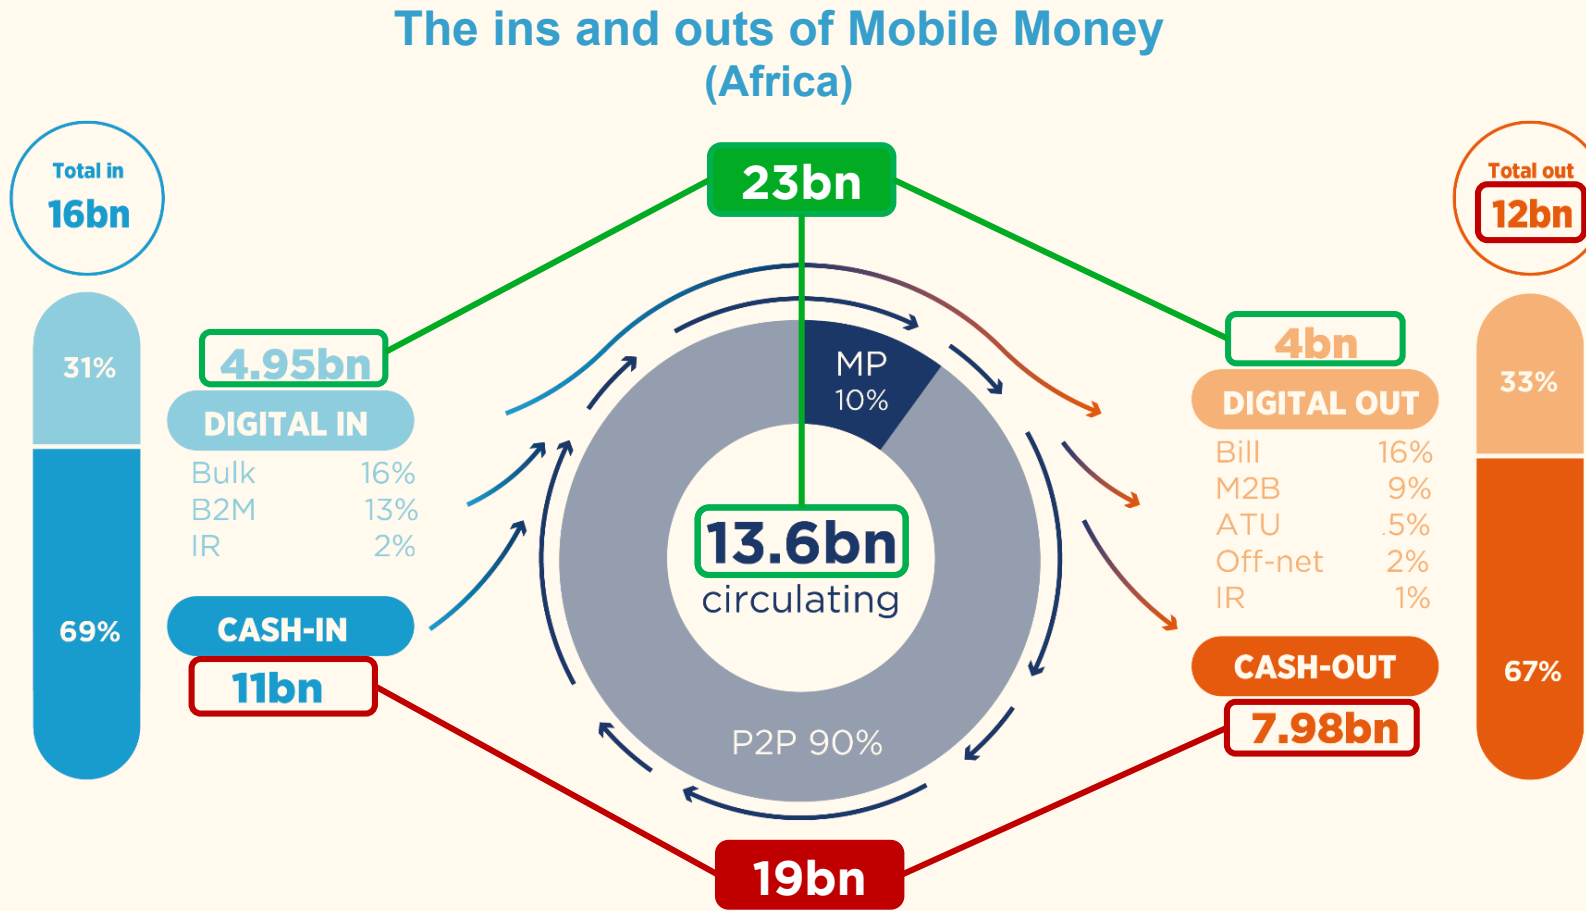 The ins and outs of Mobile Money
(Africa)
Total in
16bn
31%
69%
4.95bn
DIGITAL IN
Bulk 16%
B2M 13%
IR 2%
CASH-IN
11bn
23bn
MP
10%
13.6bn
circulating
P2P 90%
19bn
Total out
12bn
4bn
DIGITAL OUT
Bill 16%
M2B 9%
ATU .5%
Off-net 2%
IR 1%
CASH-OUT
7.98bn
33%
67%